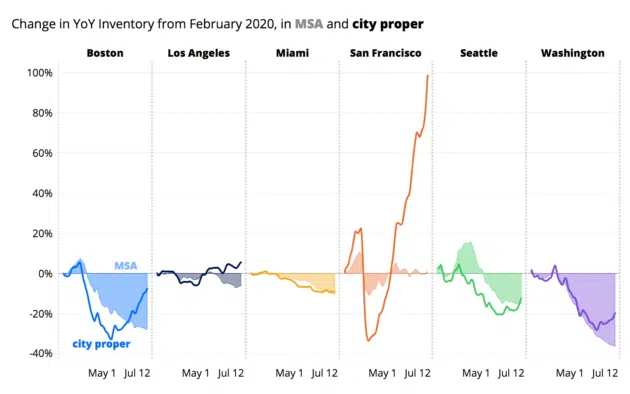 Change in YoY Inventory from February 2020, in MSA and city proper
Boston Los Angeles Miami San Francisco Seattle Washington
100%
80%
60%
40%
20%
MSA
0%
-20%
city proper
-40%
May 1 Jul 12 May 1 Jul 12 May 1 Jul 12 May 1 Jul 12 May 1 Jul 12 May 1 Jul 12